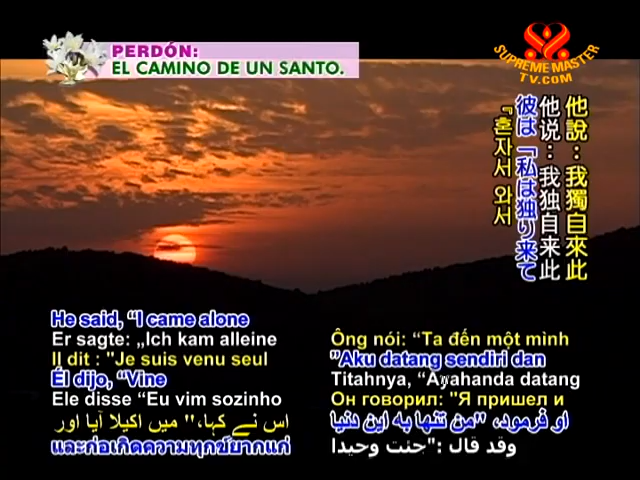 PERDÓN:
EL CAMINO DE UN SANTO.
SUPREME MASTER
TV.COM
他說：我獨自來此
他说：我独自来此
彼は「私は独り来て
『혼자서 와서
He said, “I came alone
Er sagte: „Ich kam alleine
Il dit : "Je suis venu seul
Él dijo, “Vine
Ele disse “Eu vim sozinho
اس نے کہا،" میں اکیلا آیا اور
และก่อเกิดความทุกข์ยากแก่
Ông nói: “Ta đến một mình
”Aku datang sendiri dan
Titahnya, “Ayahanda datang
Он говорил: "Я пришел и
او فرمود، "من تنها به این دنیا
وقد قال :"جئت وحيدا